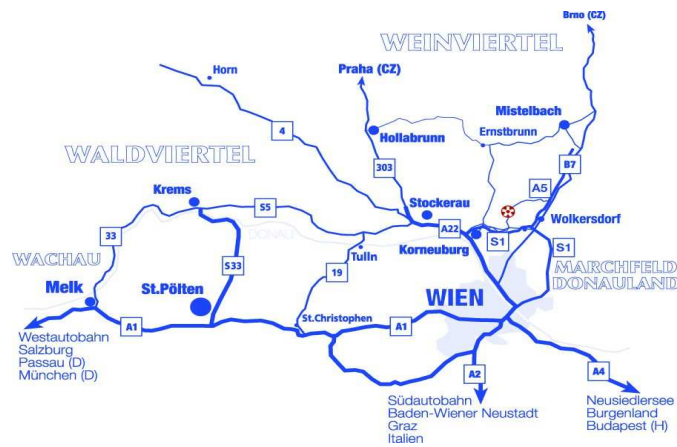 Brno (CZ)
WEINVIERTEL
Horn
Praha (CZ)
Mistelbach
4
Hollabrunn
Ernstbrunn
WALDVIERTEL
303
B7
A5
Krems
S5
Stockerau
Wolkersdorf
A22
33
DONAU
Korneuburg
S1
S1
WACHAU
S33
Tulln
19
MARCHFELD
DONAULAND
Melk
St.Pölten
WIEN
St.Christophen
A1
A1
Westautobahn
Salzburg
Passau (D)
München (D)
A2
A4
Südautobahn
Baden-Wiener Neustadt
Graz
Italien
Neusiedlersee
Burgenland
Budapest (H)